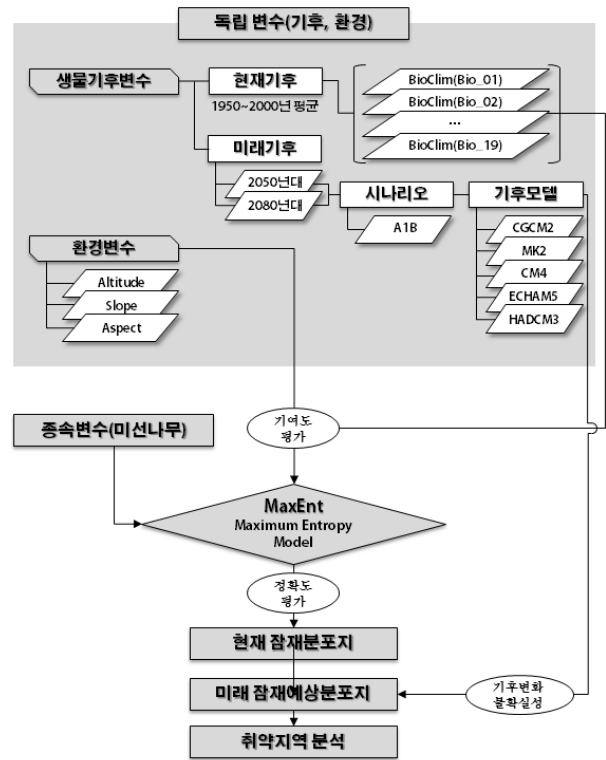 독립 변수(기후, 환경)
생물기후변수
현재기후
1950~2000년 평균
BioClim(Bio_01)
BioClim(Bio_02)
...
BioClim(Bio_19)
미래기후
2050년대
2080년대
시나리오
A1B
기후모델
CGCM2
MK2
CM4
ECHAM5
HADCM3
환경변수
Altitude
Slope
Aspect
종속변수(미선나무)
기여도
평가
MaxEnt
Maximum Entropy
Model
정확도
평가
현재 잠재분포지
미래 잠재예상분포지
기후변화
불확실성
취약지역 분석